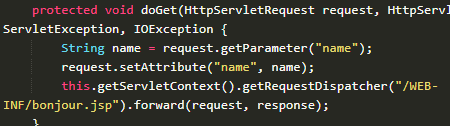 protected void doGet(HttpServletRequest request, HttpServ
ServletException, IOException {
String name = request.getParameter("name");
request.setAttribute("name", name);
this.getServletContext().getRequestDispatcher("/WEB-
INF/bonjour.jsp").forward(request, response);
}